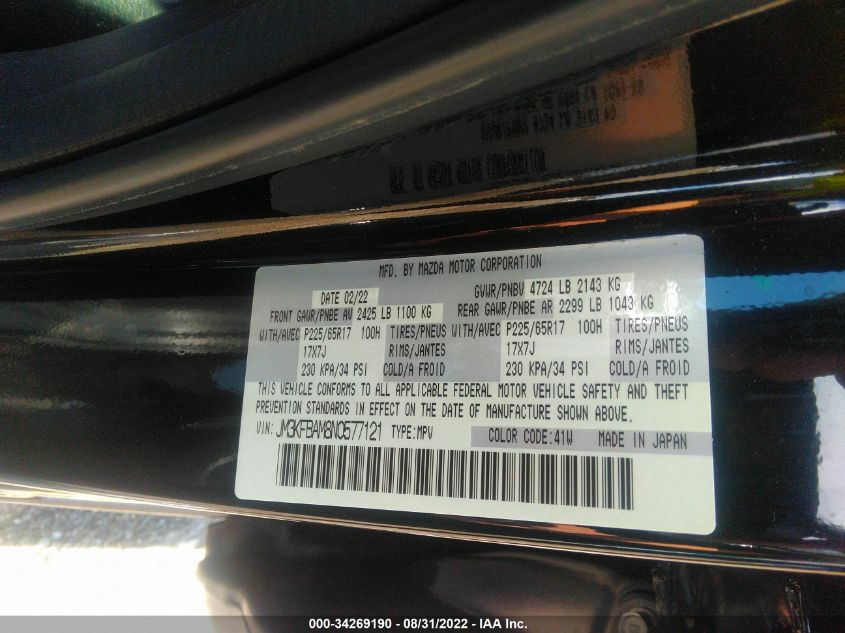 MFD. BY MAZDA MOTOR CORPORATION
DATE 02/22 GVWR/PNBV 4724 LB 2143 KG
FRONT GAWR/PNBE AV 2425 LB 1100 KG REAR GAWR/PNBE AR 2299 LB 1043 KG
WITH/AVEC P225/65R17 100H TIRES/PNEUS WITH/AVEC P225/65R17 100H TIRES/PNEUS
17X7J RIMS/JANTES 17X7J RIMS/JANTES
230 KPA/34 PSI COLD/A FROID 230 KPA/34 PSI COLD/A FROID
THIS VEHICLE CONFORMS TO ALL APPLICABLE FEDERAL MOTOR VEHICLE SAFETY AND THEFT
PREVENTION STANDARDS IN EFFECT ON THE DATE OF MANUFACTURE SHOWN ABOVE.
VIN: JM3KFBAM8N0577121 TYPE:MPV COLOR CODE:41W MADE IN JAPAN
000-34269190 - 08/31/2022 - IAA Inc.